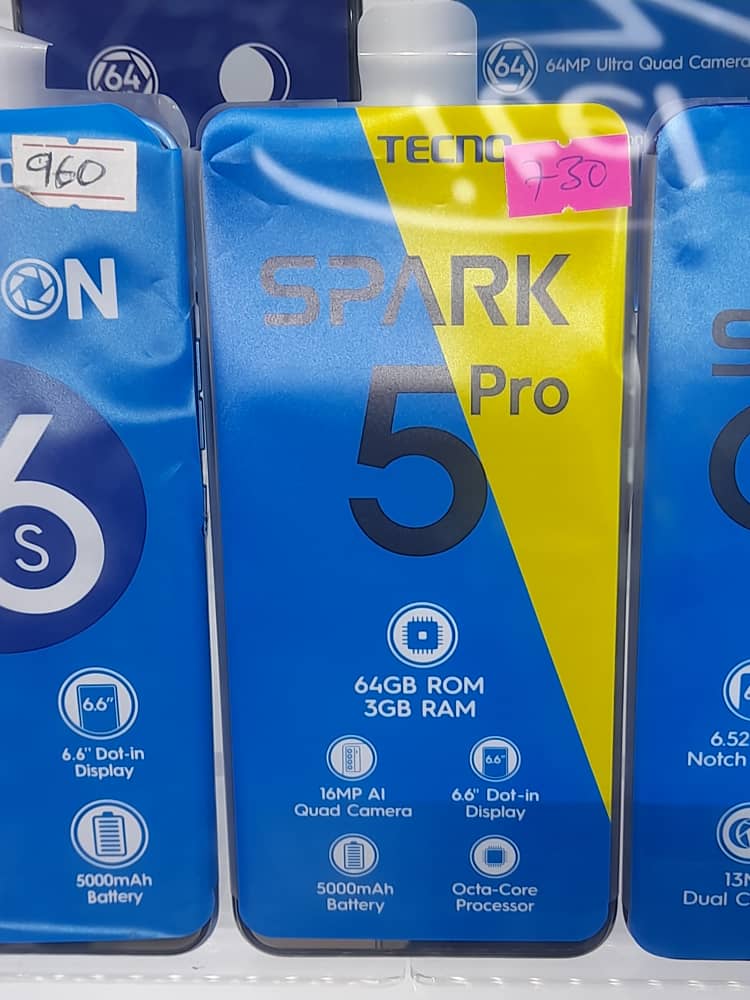 64
64
64MP Ultra Quad Camera
960
ON
6
S
6.6"
6.6" Dot-in
Display
5000mAh
Battery
TECNO
730
SPARK
5 Pro
64GB ROM
3GB RAM
16MP AI
Quad Camera
6.6"
6.6" Dot-in
Display
5000mAh
Battery
Octa-Core
Processor
6.52
Notch
Dual